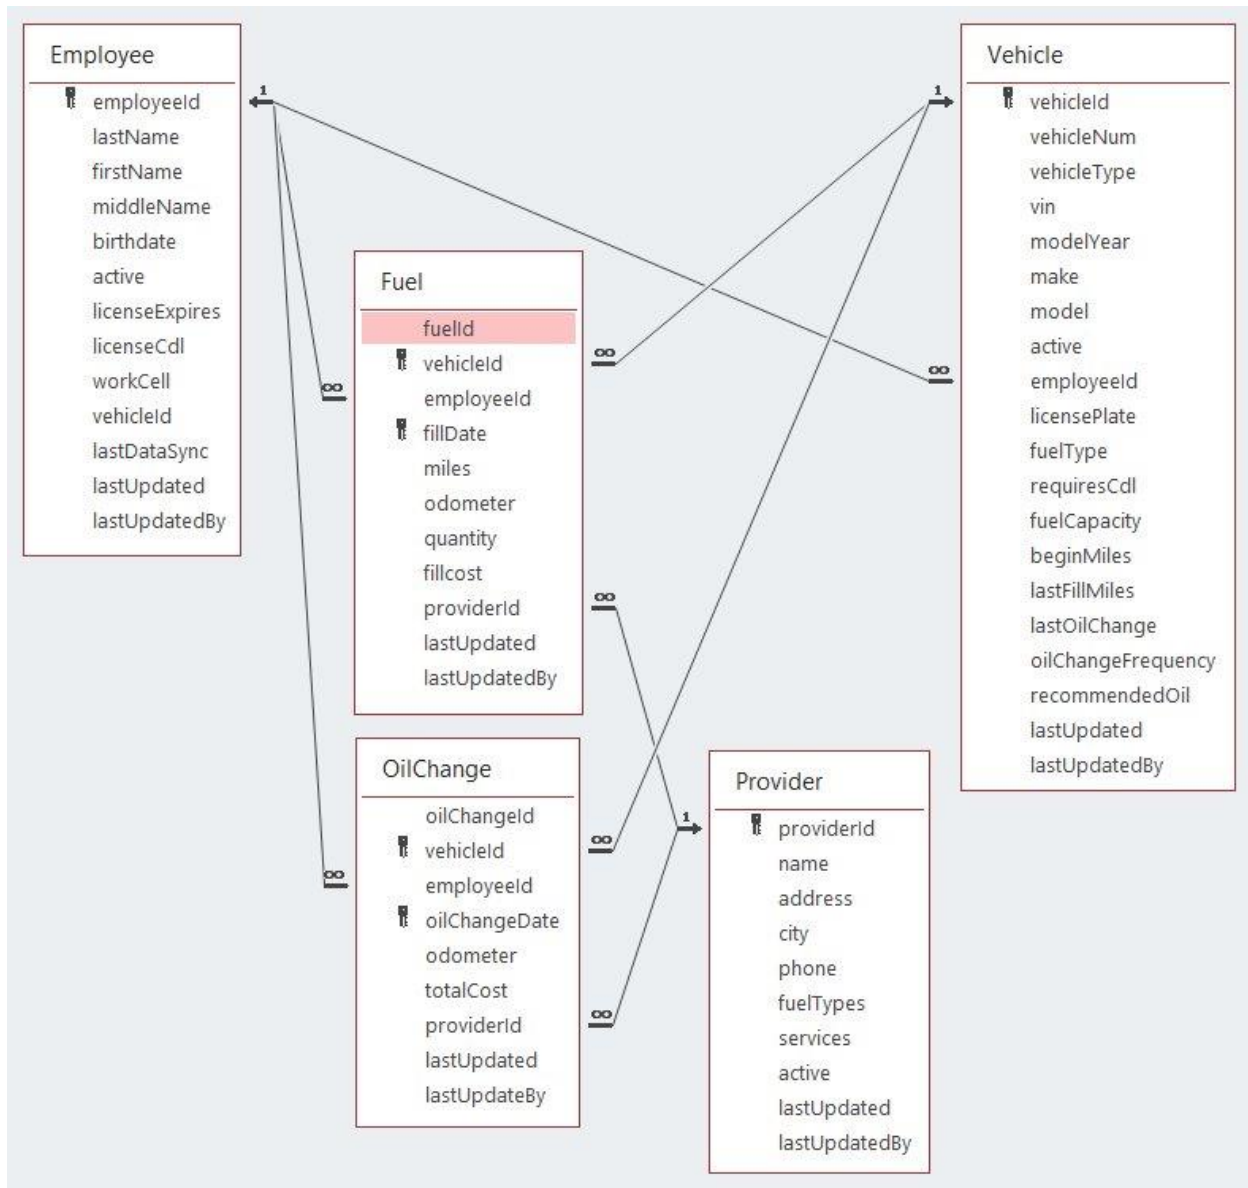 Employee
employeeId
lastName
firstName
middleName
birthdate
active
licenseExpires
licenseCdl
workCell
vehicleId
lastDataSync
lastUpdated
lastUpdatedBy
1
∞
∞
Fuel
fuelId
vehicleId
employeeId
fillDate
miles
odometer
quantity
fillcost
providerId
lastUpdated
lastUpdatedBy
∞
∞
OilChange
oilChangeId
vehicleId
employeeId
oilChangeDate
odometer
totalCost
providerId
lastUpdated
lastUpdateBy
∞
∞
Provider
providerId
name
address
city
phone
fuelTypes
services
active
lastUpdated
lastUpdatedBy
1
Vehicle
vehicleId
vehicleNum
vehicleType
vin
modelYear
make
model
active
employeeId
licensePlate
fuelType
requiresCdl
fuelCapacity
beginMiles
lastFillMiles
lastOilChange
oilChangeFrequency
recommendedOil
lastUpdated
lastUpdatedBy
1
∞